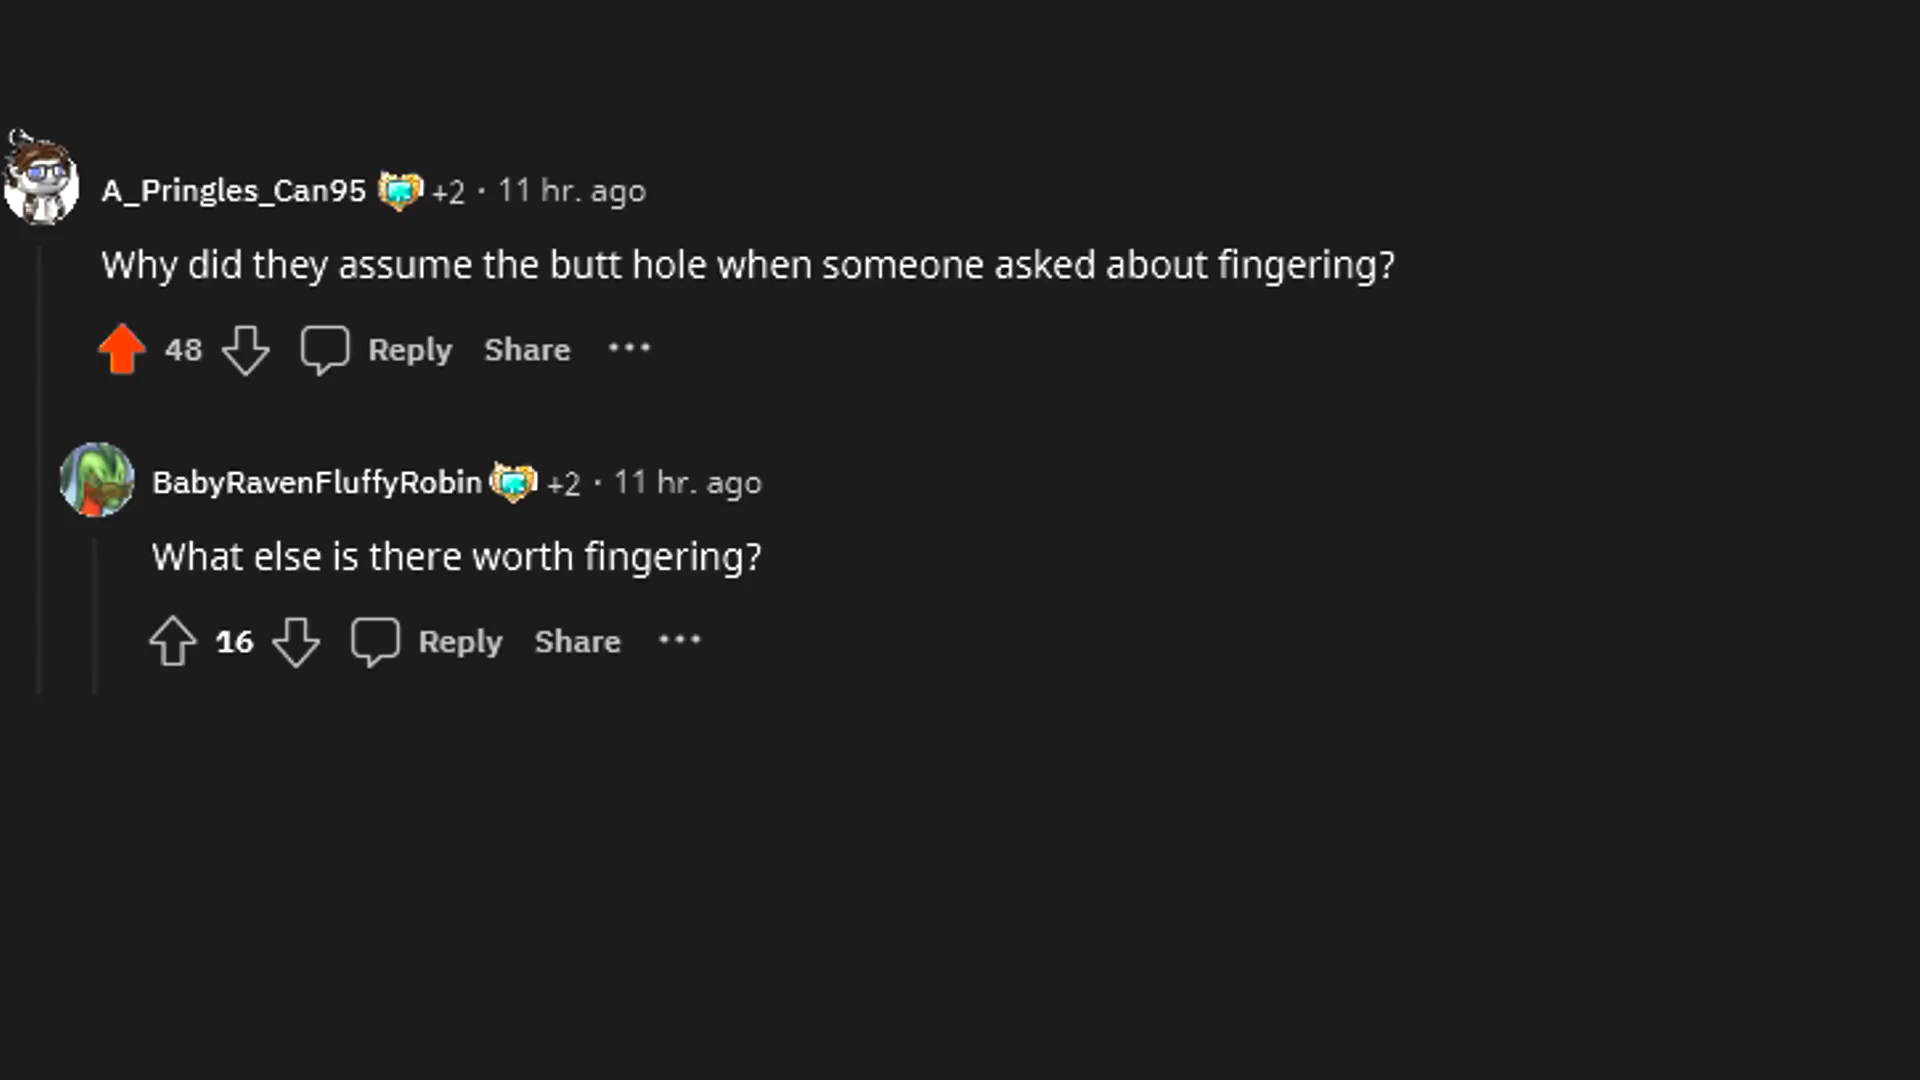 A_Pringles_Can95 +2 · 11 hr. ago
Why did they assume the butt hole when someone asked about fingering?
48 Reply Share ···
BabyRavenFluffyRobin +2 · 11 hr. ago
What else is there worth fingering?
16 Reply Share ···